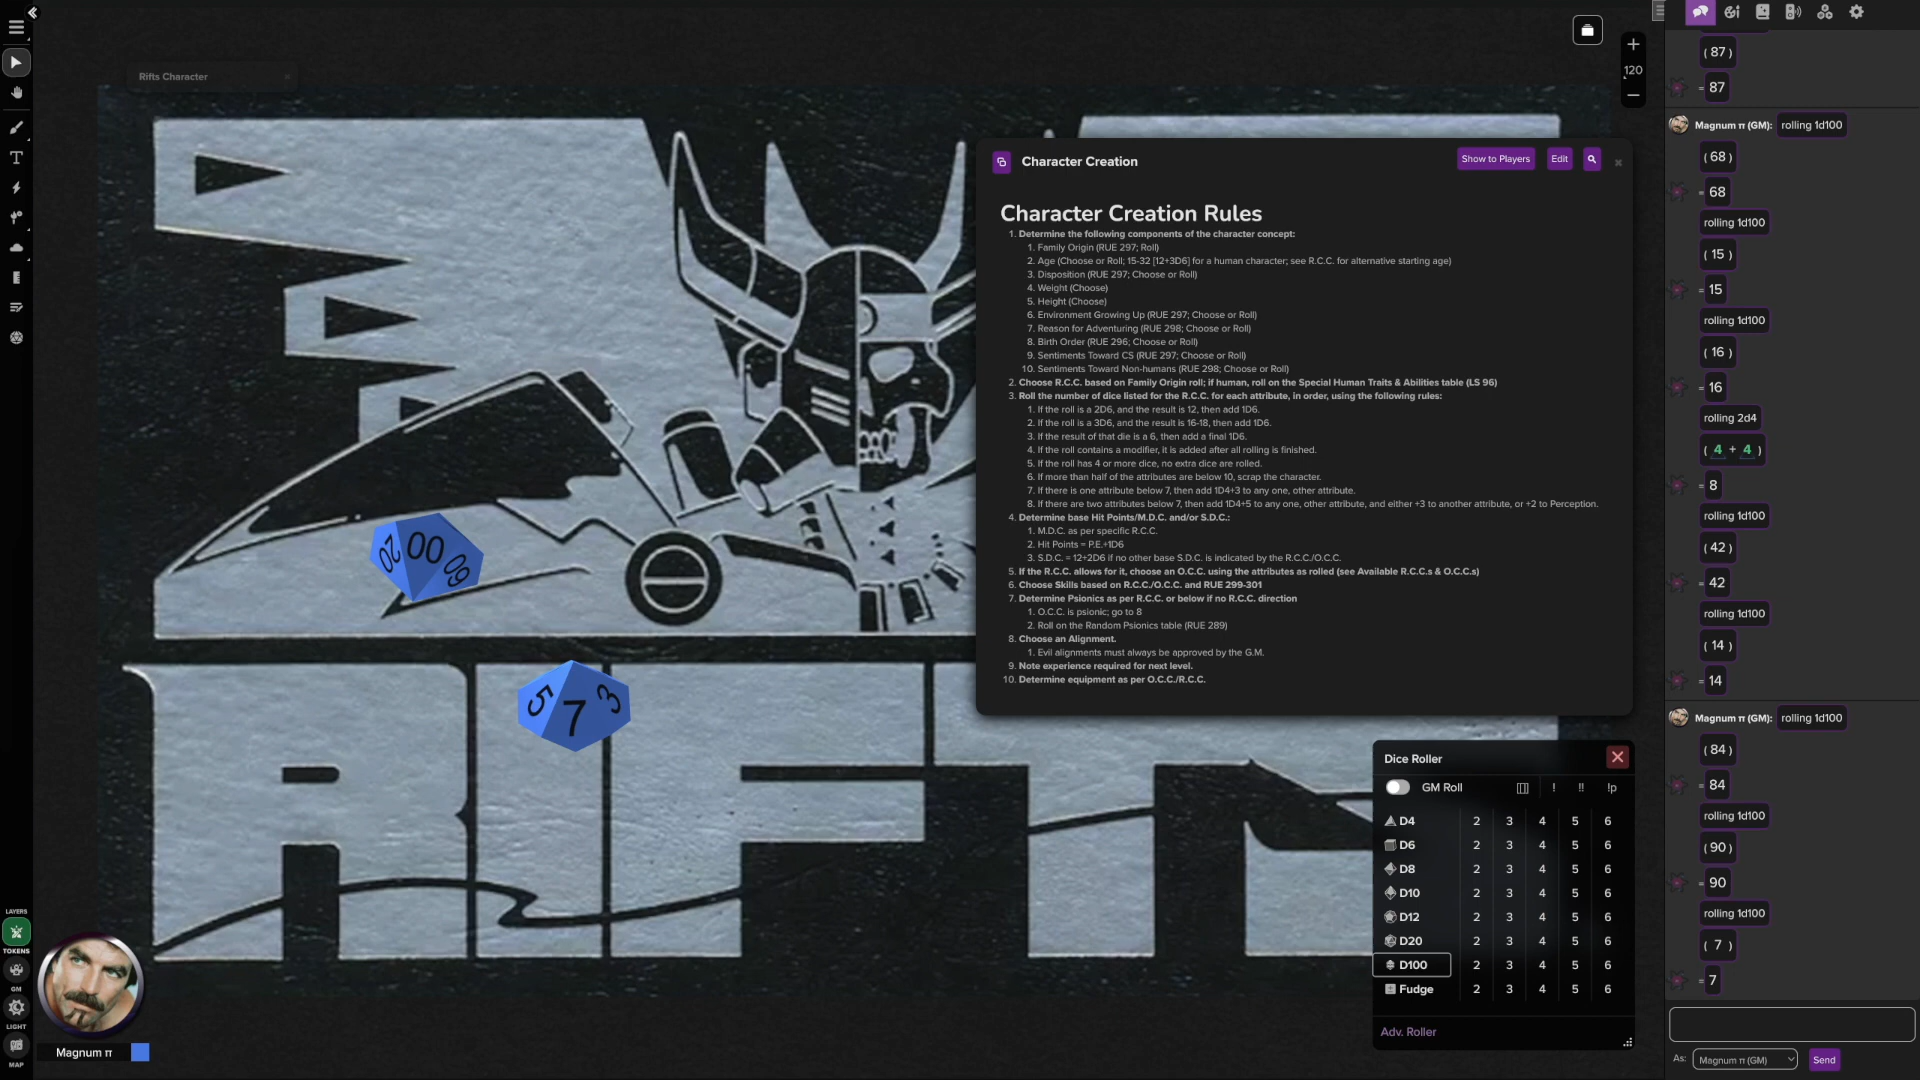 Rifts Character
120
Character Creation
Show to Players
Edit
Character Creation Rules
1. Determine the following components of the character concept:
1. Family Origin (RUE 297; Roll)
2. Age (Choose or Roll; 15-32 [12+3D6] for a human character; see R.C.C. for alternative starting age)
3. Disposition (RUE 297; Choose or Roll)
4. Weight (Choose)
5. Height (Choose)
6. Environment Growing Up (RUE 297; Choose or Roll)
7. Reason for Adventuring (RUE 298; Choose or Roll)
8. Birth Order (RUE 296; Choose or Roll)
9. Sentiments Toward CS (RUE 297; Choose or Roll)
10. Sentiments Toward Non-humans (RUE 298; Choose or Roll)
2. Choose R.C.C. based on Family Origin roll; if human, roll on the Special Human Traits & Abilities table (LS 96)
3. Roll the number of dice listed for the R.C.C. for each attribute, in order, using the following rules:
1. If the roll is a 2D6, and the result is 12, then add 1D6.
2. If the roll is a 3D6, and the result is 16-18, then add 1D6.
3. If the result of that die is a 6, then add a final 1D6.
4. If the roll contains a modifier, it is added after all rolling is finished.
5. If the roll has 4 or more dice, no extra dice are rolled.
6. If more than half of the attributes are below 10, scrap the character.
7. If there is one attribute below 7, then add 1D4+3 to any one, other attribute.
8. If there are two attributes below 7, then add 1D4+5 to any one, other attribute, and either +3 to another attribute, or +2 to Perception.
4. Determine base Hit Points/M.D.C. and/or S.D.C.:
1. M.D.C. as per specific R.C.C.
2. Hit Points = P.E.+1D6
3. S.D.C. = 12+2D6 if no other base S.D.C. is indicated by the R.C.C./O.C.C.
5. If the R.C.C. allows for it, choose an O.C.C. using the attributes as rolled (see Available R.C.C.s & O.C.C.s)
6. Choose Skills based on R.C.C./O.C.C. and RUE 299-301
7. Determine Psionics as per R.C.C. or below if no R.C.C. direction
1. O.C.C. is psionic; go to 8
2. Roll on the Random Psionics table (RUE 289)
8. Choose an Alignment.
1. Evil alignments must always be approved by the G.M.
9. Note experience required for next level.
10. Determine equipment as per O.C.C./R.C.C.
20 00 60
5 7 3
RIFTS
Dice Roller
GM Roll [[]] ! !! !p
D4 2 3 4 5 6
D6 2 3 4 5 6
D8 2 3 4 5 6
D10 2 3 4 5 6
D12 2 3 4 5 6
D20 2 3 4 5 6
D100 2 3 4 5 6
Fudge 2 3 4 5 6
Adv. Roller
LAYERS
TOKENS
GM
LIGHT
MAP
Magnum π
(87)
= 87
Magnum π (GM): rolling 1d100
(68)
= 68
rolling 1d100
(15)
= 15
rolling 1d100
(16)
= 16
rolling 2d4
(4 + 4)
= 8
rolling 1d100
(42)
= 42
rolling 1d100
(14)
= 14
Magnum π (GM): rolling 1d100
(84)
= 84
rolling 1d100
(90)
= 90
rolling 1d100
(7)
= 7
As: Magnum π (GM) Send